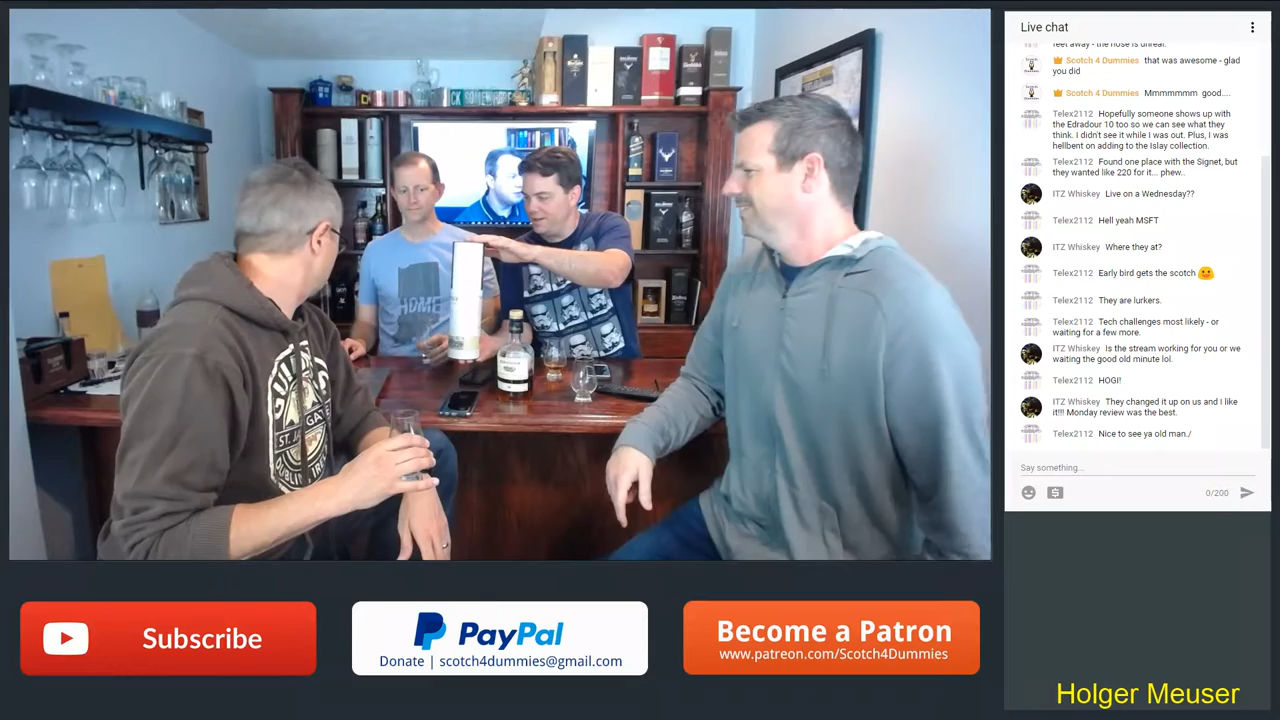 CK SCOTCH
HOME
GUINNESS
ST. JAMES'S GATE
DUBLIN
Live chat
feet away - the nose is unreal.
Scotch 4 Dummies that was awesome - glad
you did
Scotch 4 Dummies Mmmmmmm good....
Telex2112 Hopefully someone shows up with
the Edradour 10 too so we can see what they
think. I didn't see it while I was out. Plus, I was
hellbent on adding to the Islay collection.
Telex2112 Found one place with the Signet, but
they wanted like 220 for it... phew..
ITZ Whiskey Live on a Wednesday??
Telex2112 Hell yeah MSFT
ITZ Whiskey Where they at?
Telex2112 Early bird gets the scotch
Telex2112 They are lurkers.
Telex2112 Tech challenges most likely - or
waiting for a few more.
ITZ Whiskey Is the stream working for you or we
waiting the good old minute lol.
Telex2112 HOGI!
ITZ Whiskey They changed it up on us and I like
it!!! Monday review was the best.
Telex2112 Nice to see ya old man./
Say something...
0/200
Subscribe
PayPal
Donate | scotch4dummies@gmail.com
Become a Patron
www.patreon.com/Scotch4Dummies
Holger Meuser